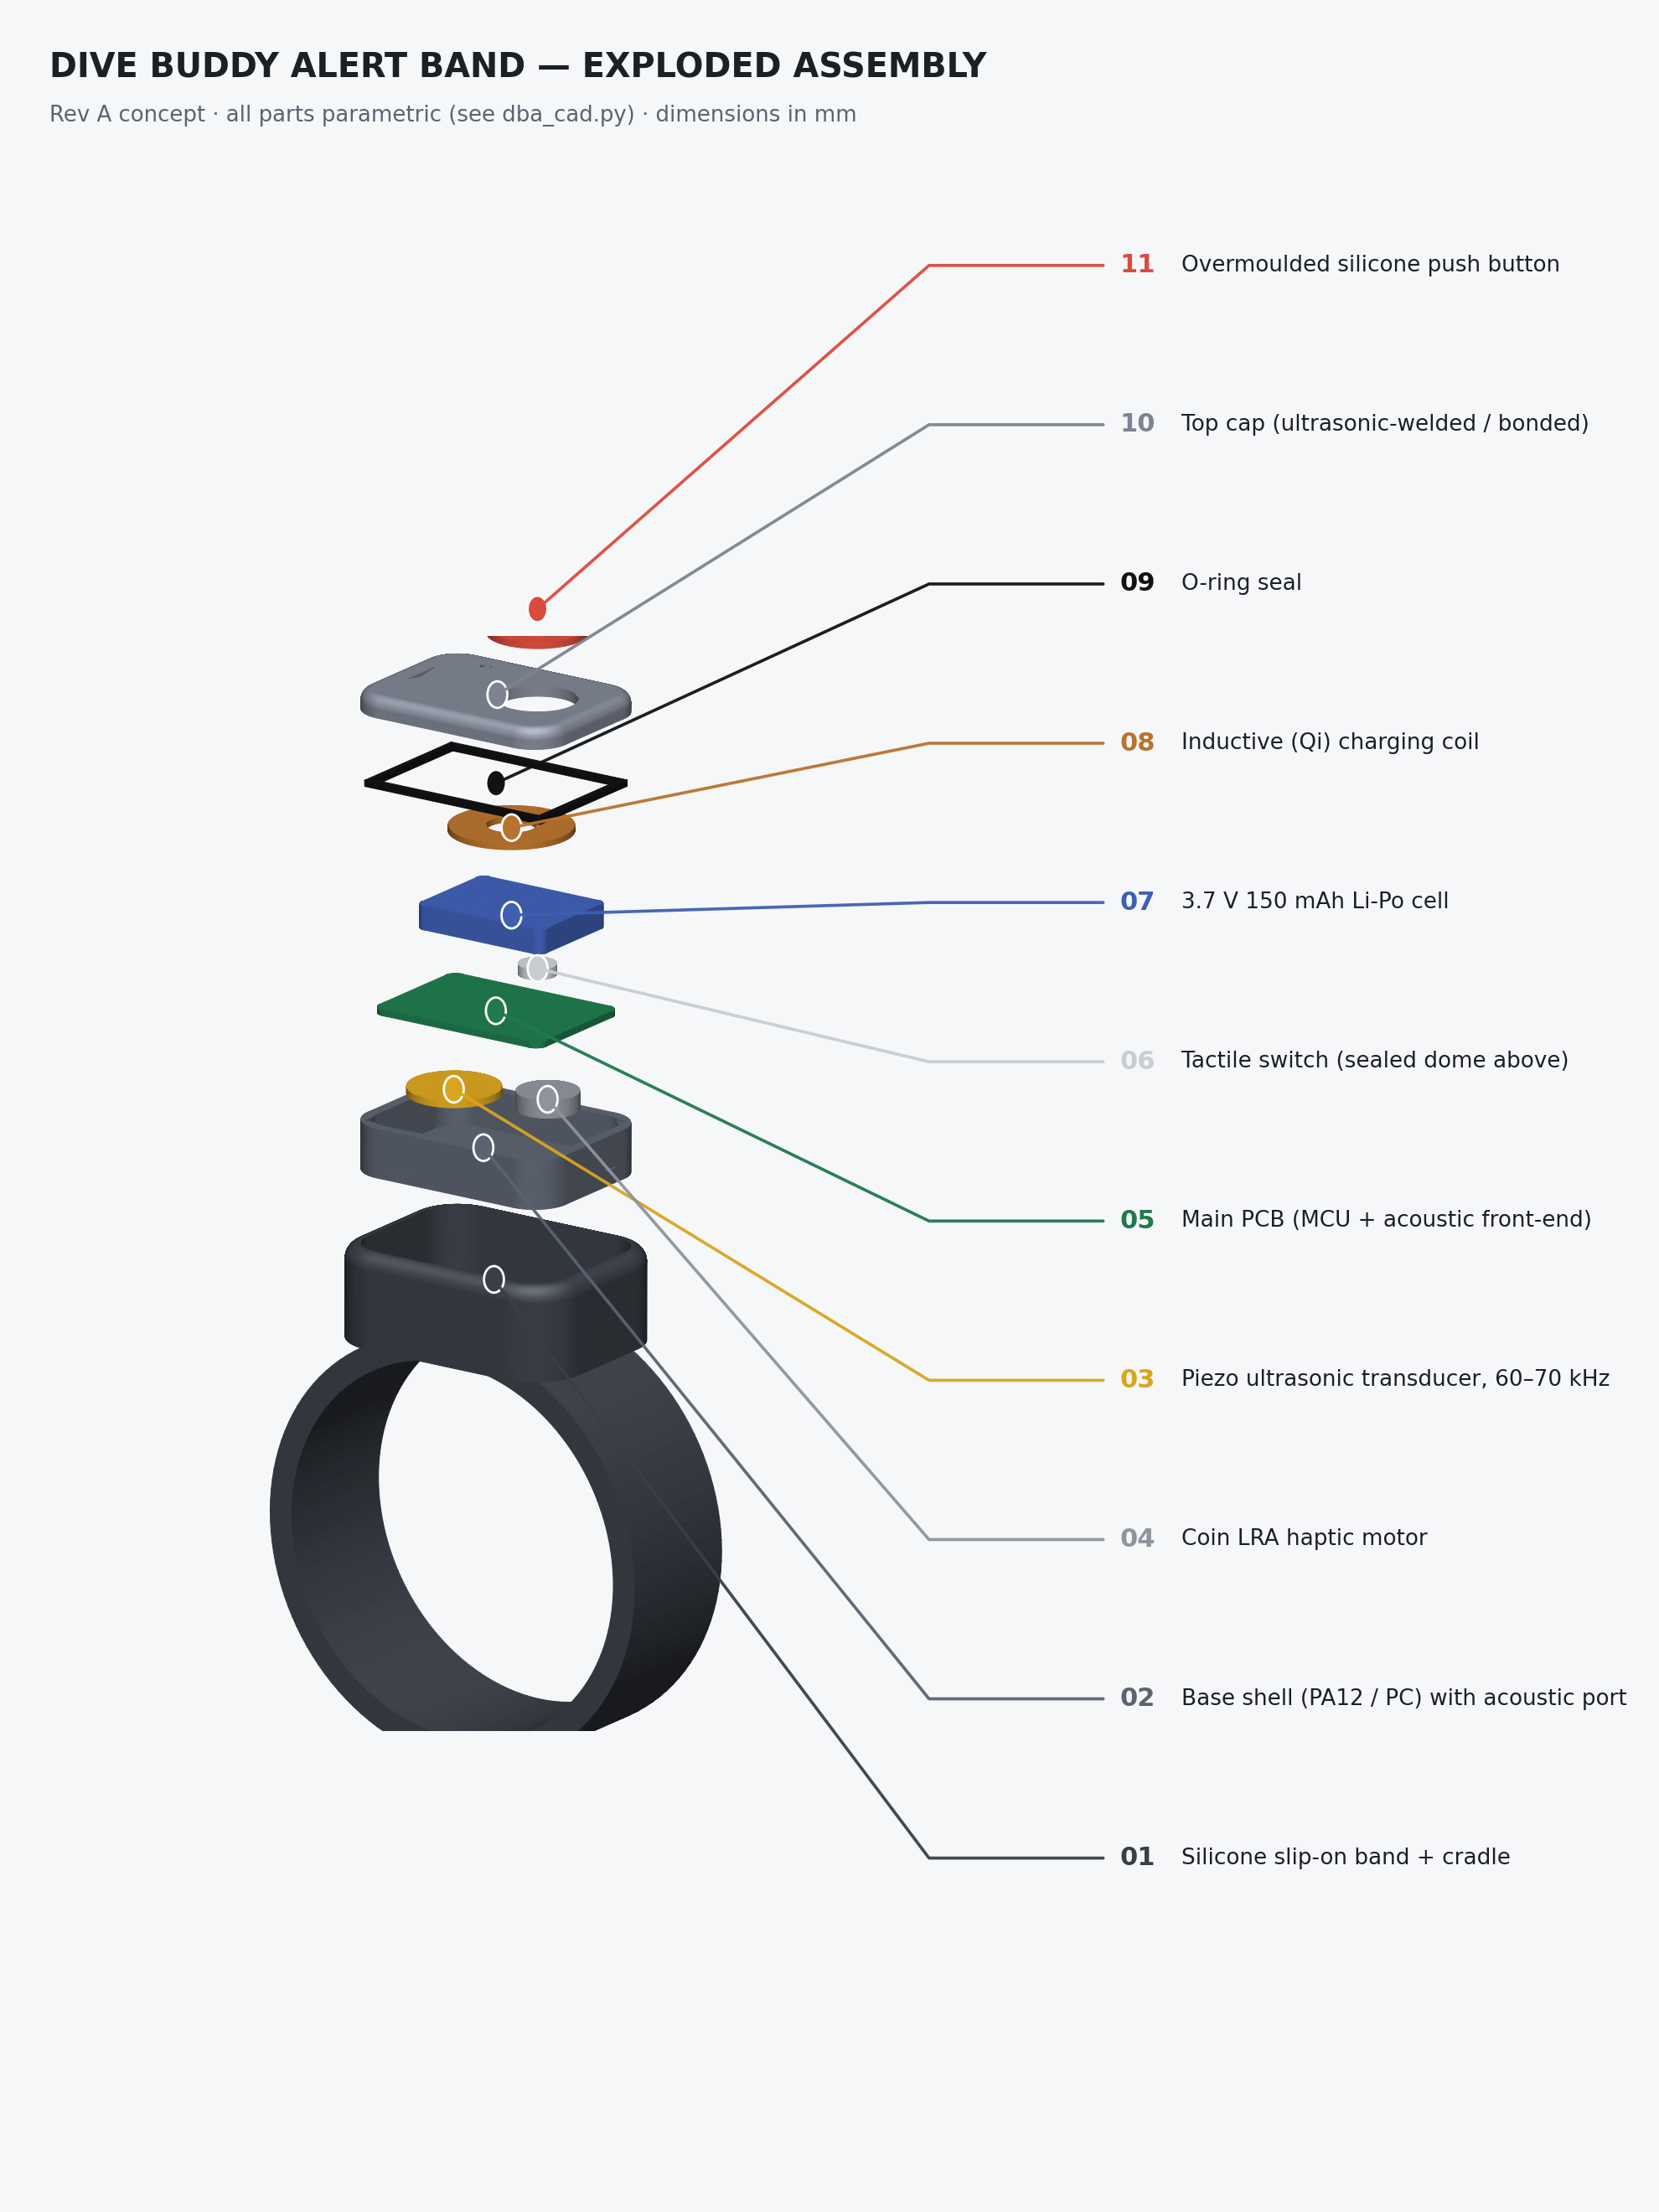 DIVE BUDDY ALERT BAND — EXPLODED ASSEMBLY
Rev A concept · all parts parametric (see dba_cad.py) · dimensions in mm
11 Overmoulded silicone push button
10 Top cap (ultrasonic-welded / bonded)
09 O-ring seal
08 Inductive (Qi) charging coil
07 3.7 V 150 mAh Li-Po cell
06 Tactile switch (sealed dome above)
05 Main PCB (MCU + acoustic front-end)
03 Piezo ultrasonic transducer, 60–70 kHz
04 Coin LRA haptic motor
02 Base shell (PA12 / PC) with acoustic port
01 Silicone slip-on band + cradle